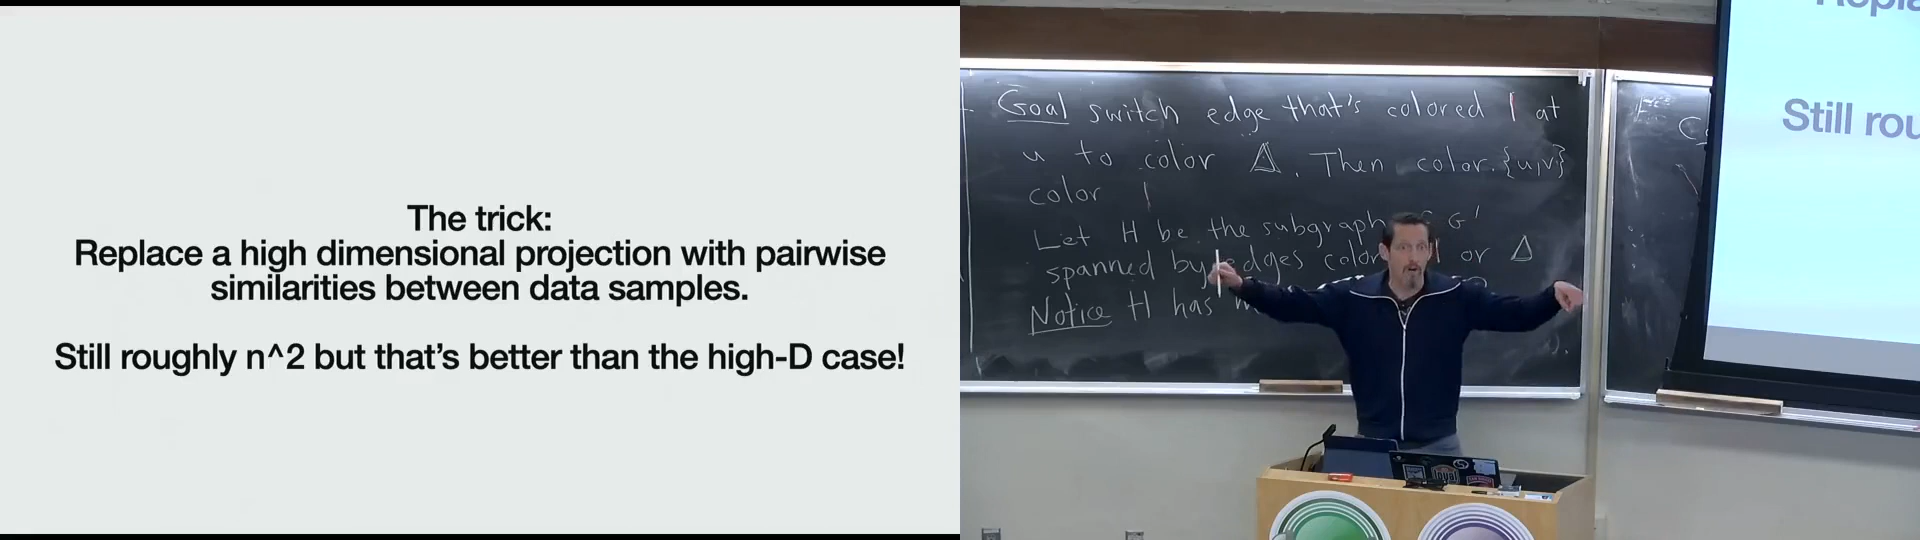 The trick:
Replace a high dimensional projection with pairwise
similarities between data samples.
Still roughly n^2 but that's better than the high-D case!
Goal switch edge that's colored 1 at
u to color Δ. Then color {u,v}
color 1
Let H be the subgraph G'
spanned by edges color 1 or Δ
Notice H has
Still rou